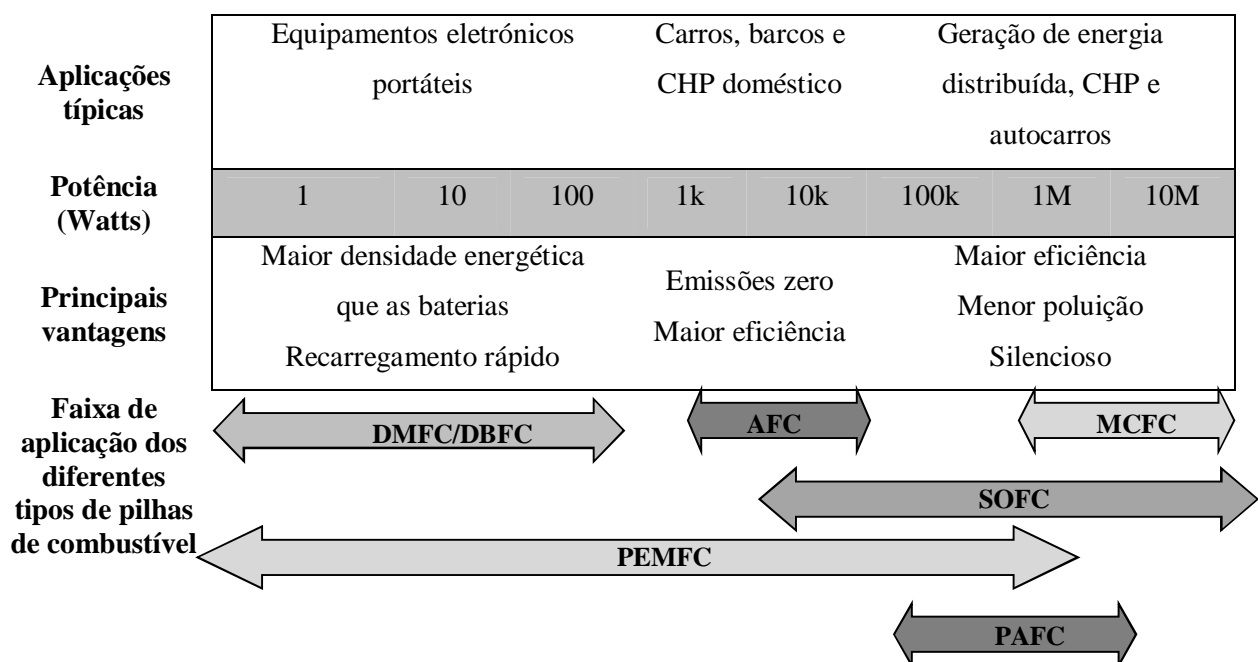 Aplicações
típicas
Equipamentos eletrónicos
portáteis
Carros, barcos e
CHP doméstico
Geração de energia
distribuída, CHP e
autocarros
Potência
(Watts)
1 10 100 1k 10k 100k 1M 10M
Principais
vantagens
Maior densidade energética
que as baterias
Recarregamento rápido
Emissões zero
Maior eficiência
Maior eficiência
Menor poluição
Silencioso
Faixa de
aplicação dos
diferentes
tipos de pilhas
de combustível
DMFC/DBFC
AFC
MCFC
SOFC
PEMFC
PAFC